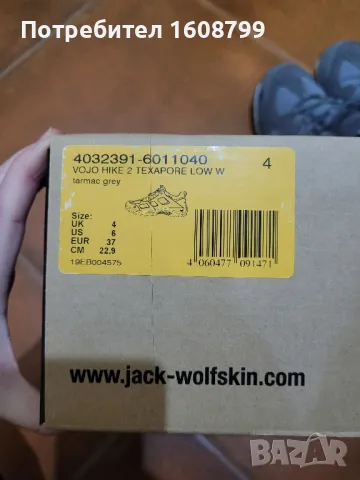 Потребител 1608799
4032391-6011040
4
VOJO HIKE 2 TEXAPORE LOW W
tarmac grey
Size:
UK 4
US 6
EUR 37
CM 22,9
19EB004575
4 060477 091471
www.jack-wolfskin.com
BAZAR